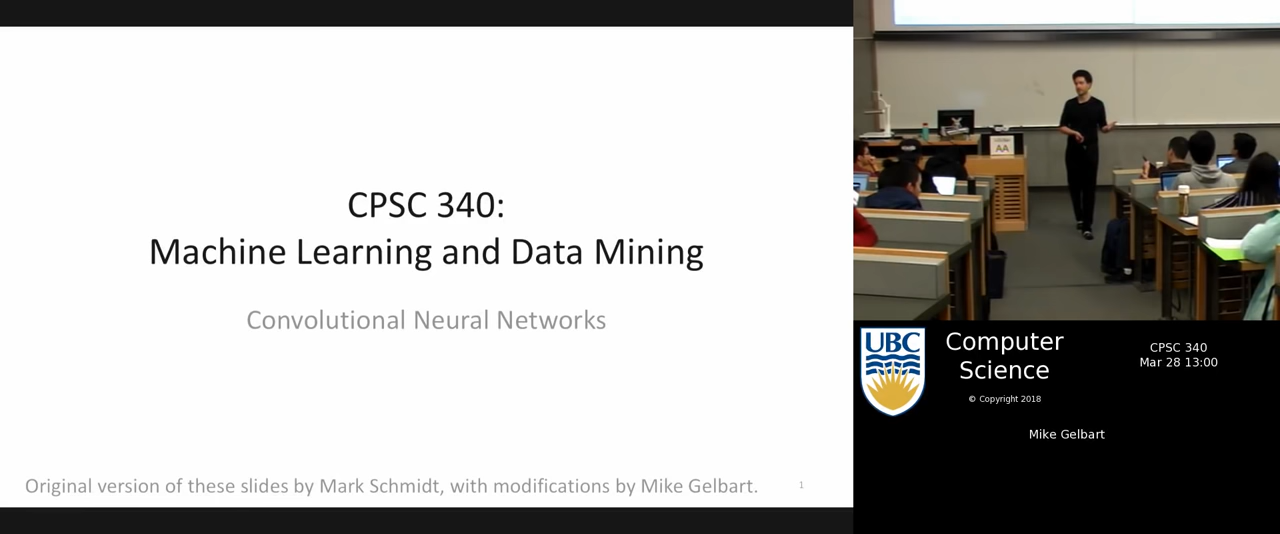 CPSC 340:
Machine Learning and Data Mining
Convolutional Neural Networks
Original version of these slides by Mark Schmidt, with modifications by Mike Gelbart.
1
AA
UBC
Computer
Science
© Copyright 2018
CPSC 340
Mar 28 13:00
Mike Gelbart